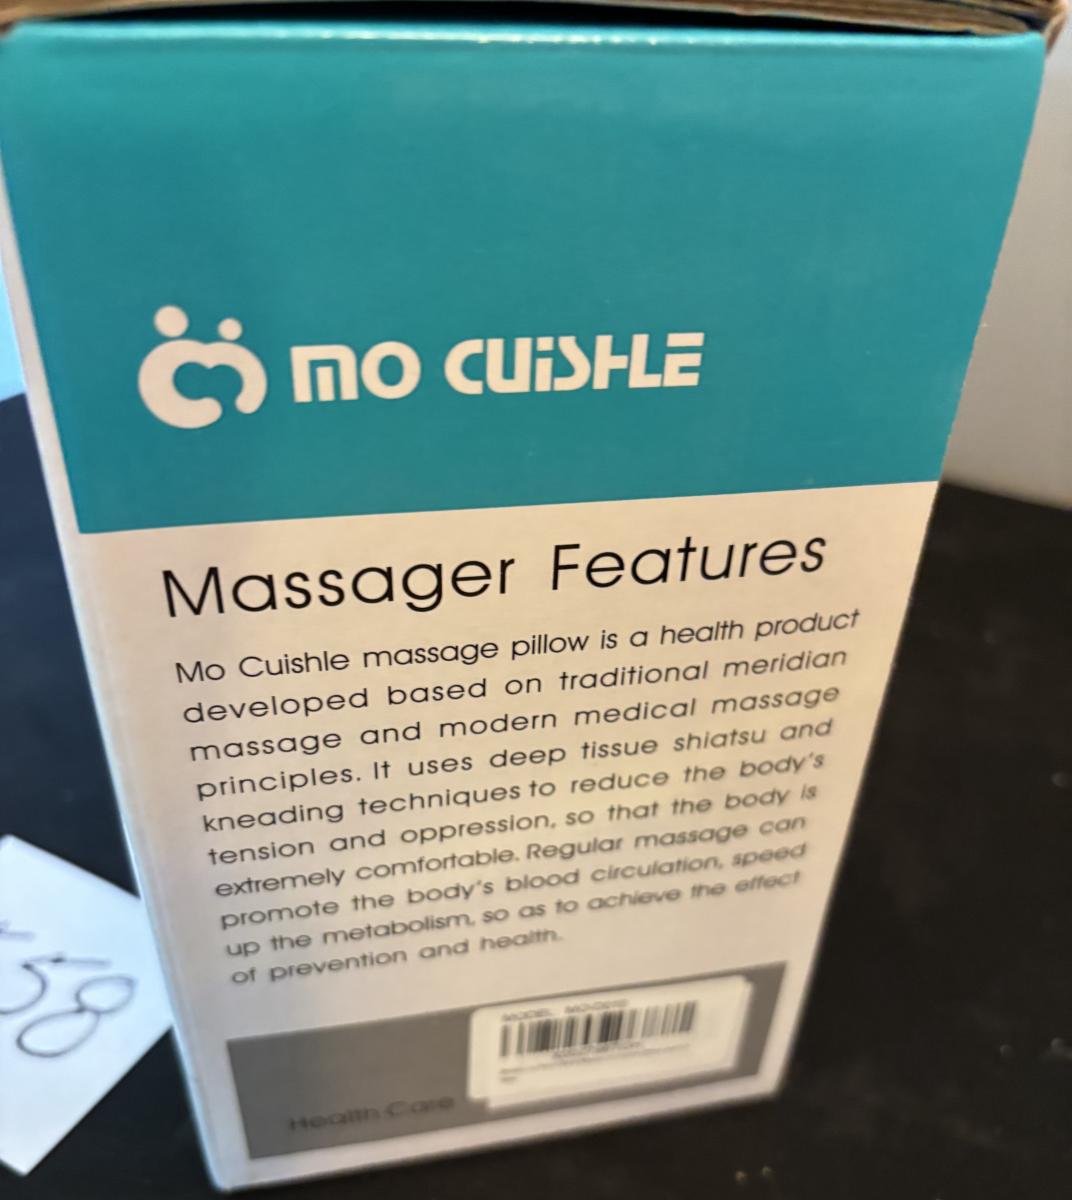 MO CUiSHLE
Massager Features
Mo Cuishle massage pillow is a health product
developed based on traditional meridian
massage and modern medical massage
principles. It uses deep tissue shiatsu and
kneading techniques to reduce the body's
tension and oppression, so that the body is
extremely comfortable. Regular massage can
promote the body's blood circulation, speed
up the metabolism, so as to achieve the effect
of prevention and health.
MODEL
Health Care
58